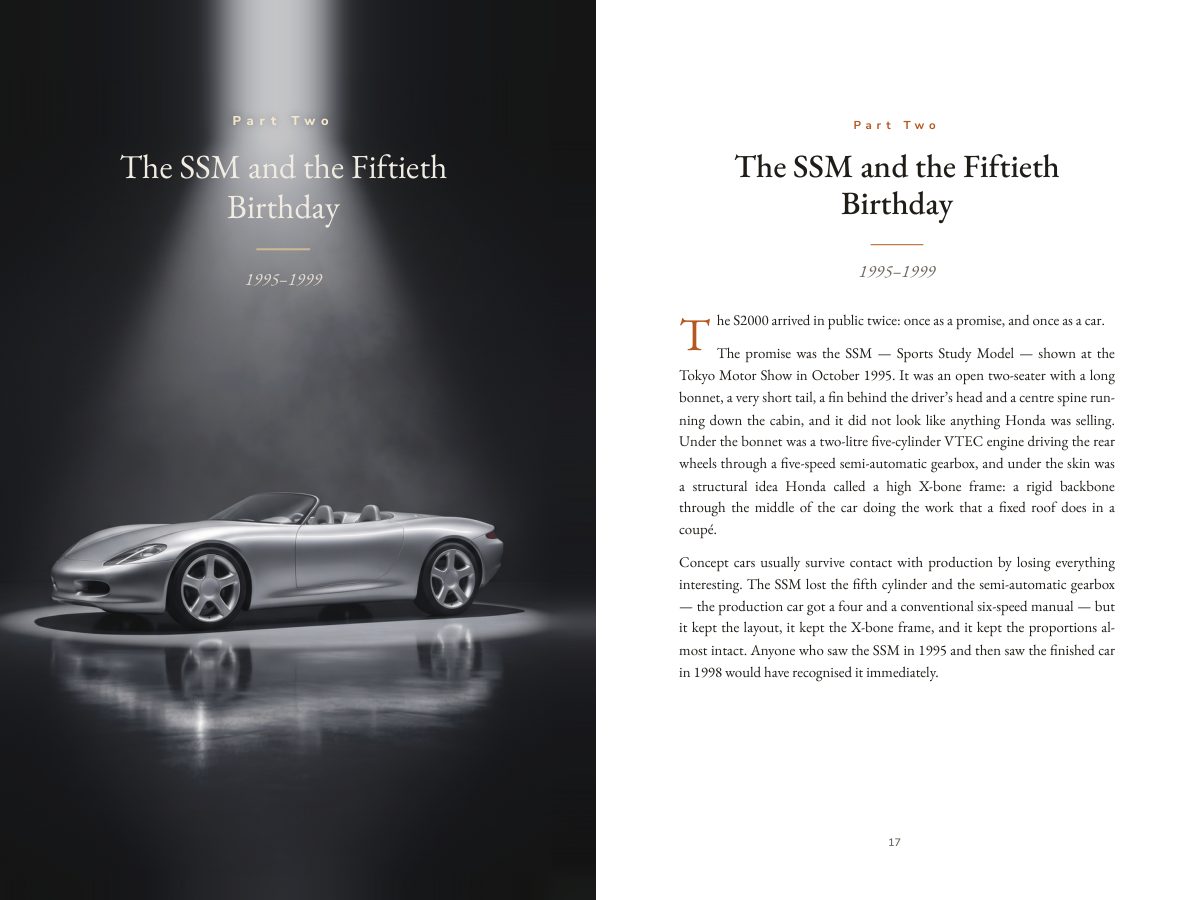 Part Two
The SSM and the Fiftieth
Birthday
1995–1999
Part Two
The SSM and the Fiftieth
Birthday
1995–1999
The S2000 arrived in public twice: once as a promise, and once as a car.
The promise was the SSM — Sports Study Model — shown at the
Tokyo Motor Show in October 1995. It was an open two-seater with a long
bonnet, a very short tail, a fin behind the driver’s head and a centre spine run-
ning down the cabin, and it did not look like anything Honda was selling.
Under the bonnet was a two-litre five-cylinder VTEC engine driving the rear
wheels through a five-speed semi-automatic gearbox, and under the skin was
a structural idea Honda called a high X-bone frame: a rigid backbone
through the middle of the car doing the work that a fixed roof does in a
coupé.
Concept cars usually survive contact with production by losing everything
interesting. The SSM lost the fifth cylinder and the semi-automatic gearbox
— the production car got a four and a conventional six-speed manual — but
it kept the layout, it kept the X-bone frame, and it kept the proportions al-
most intact. Anyone who saw the SSM in 1995 and then saw the finished car
in 1998 would have recognised it immediately.
17